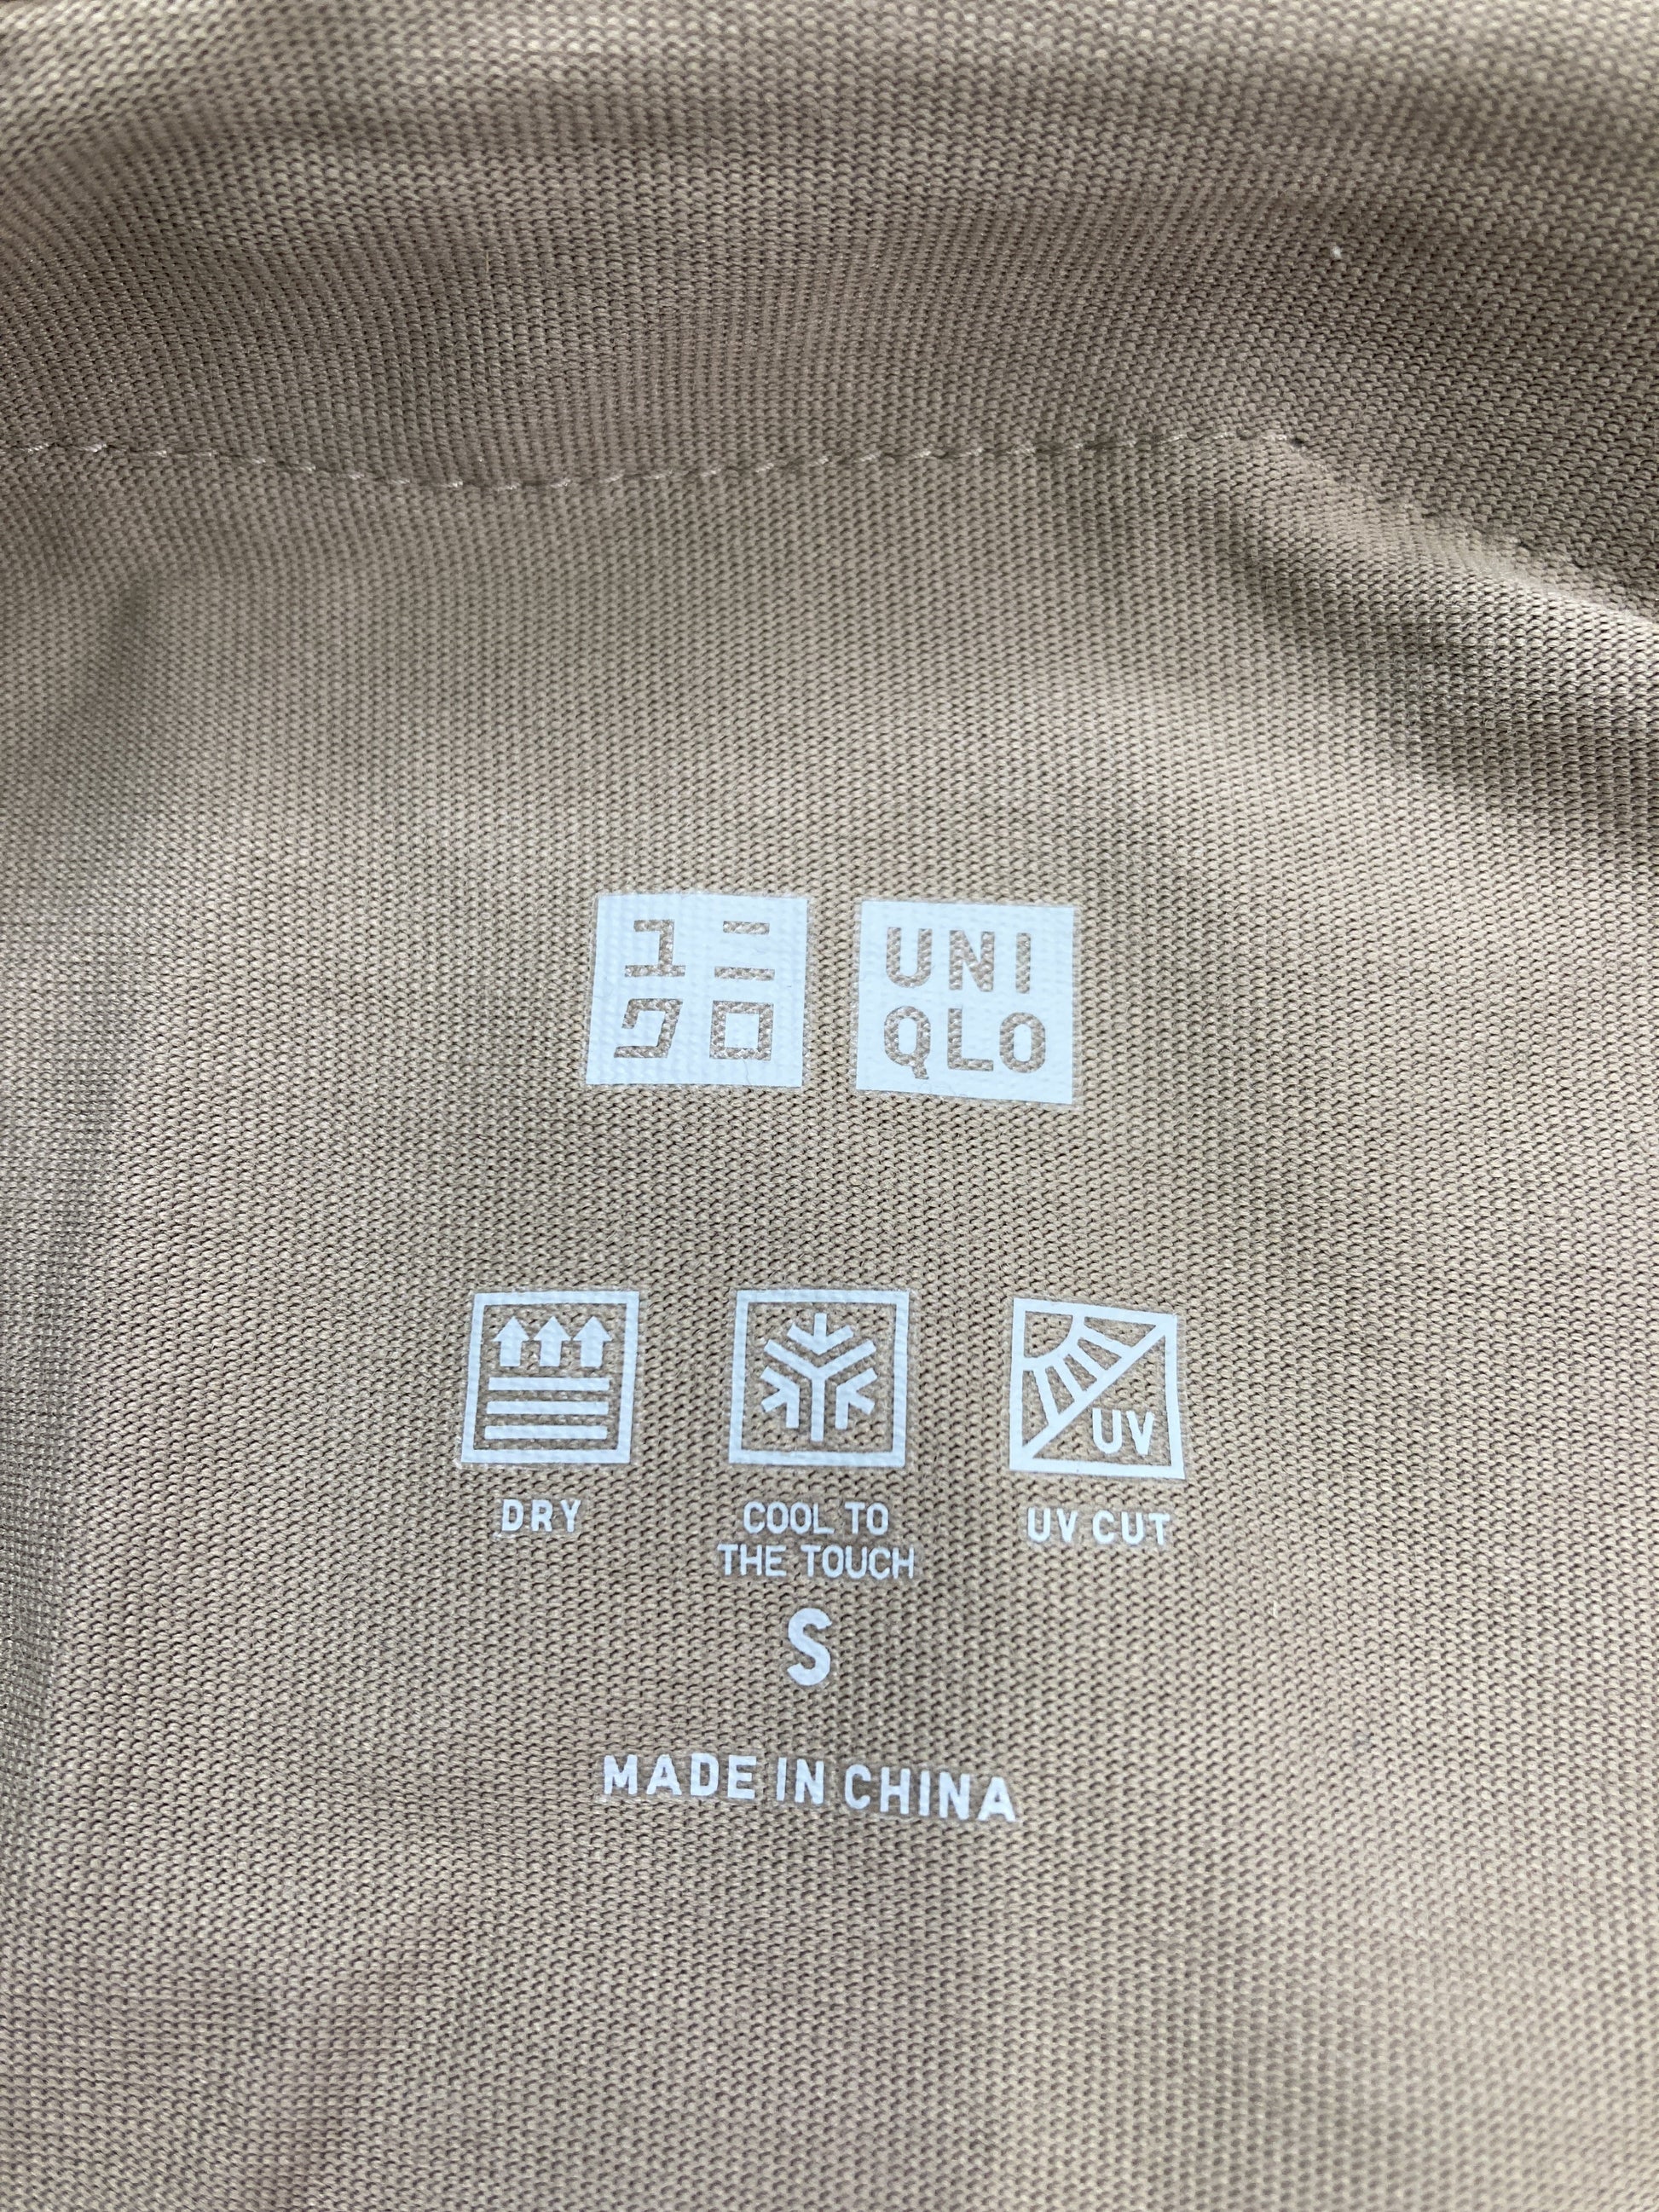 ユニ
クロ
UNI
QLO
UV
DRY
COOL TO
THE TOUCH
UV CUT
S
MADE IN CHINA